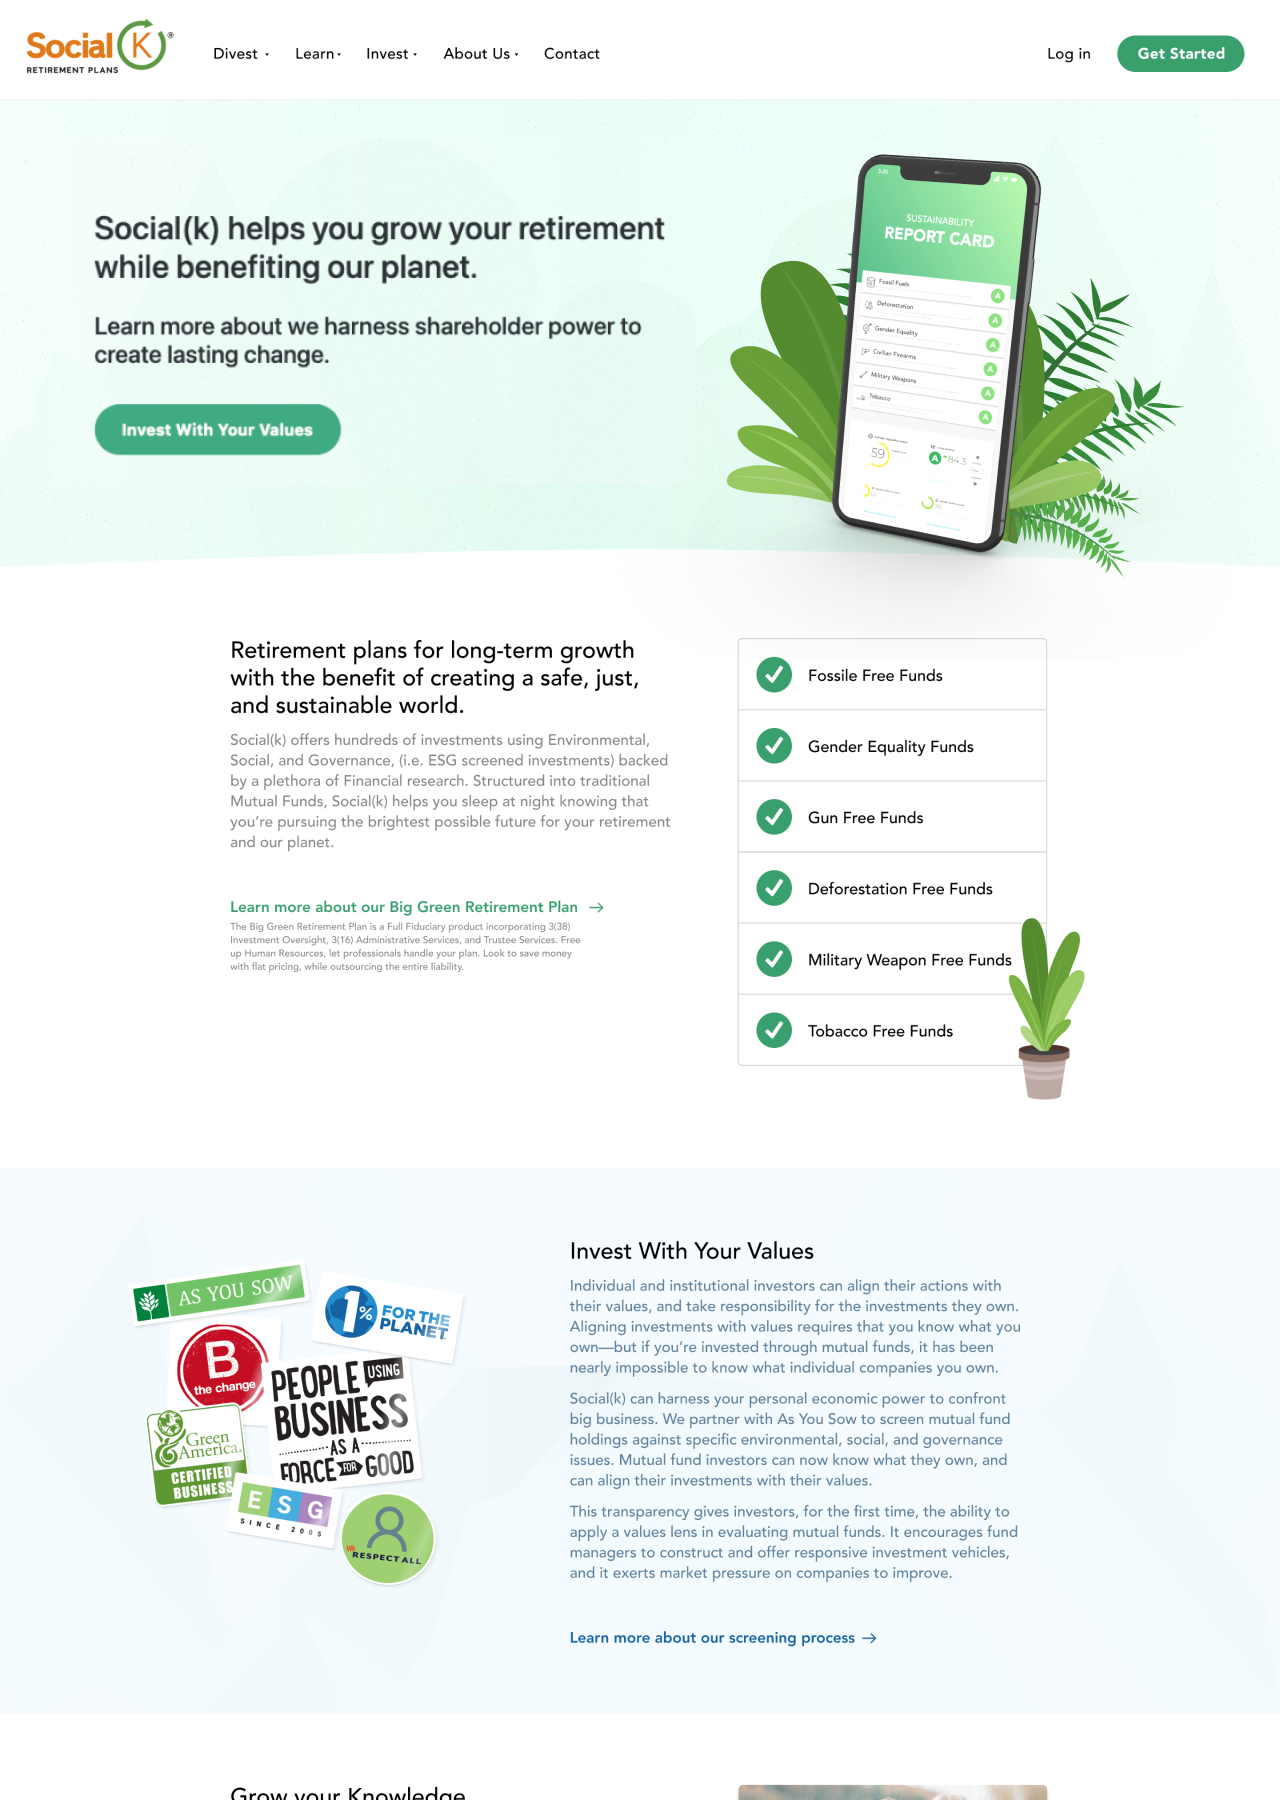 Social K ®
RETIREMENT PLANS
Divest
Learn
Invest
About Us
Contact
Log in
Get Started
Social(k) helps you grow your retirement
while benefiting our planet.
Learn more about we harness shareholder power to
create lasting change.
Invest With Your Values
5:20
SUSTAINABILITY
REPORT CARD
Fossil Fuels
A
Deforestation
A
Gender Equality
A
Civilian Firearms
A
Military Weapons
A
Tobacco
A
59
A
84.3
Retirement plans for long-term growth
with the benefit of creating a safe, just,
and sustainable world.
Social(k) offers hundreds of investments using Environmental,
Social, and Governance, (i.e. ESG screened investments) backed
by a plethora of Financial research. Structured into traditional
Mutual Funds, Social(k) helps you sleep at night knowing that
you’re pursuing the brightest possible future for your retirement
and our planet.
Learn more about our Big Green Retirement Plan →
The Big Green Retirement Plan is a Full Fiduciary product incorporating 3(38)
Investment Oversight, 3(16) Administrative Services, and Trustee Services. Free
up Human Resources, let professionals handle your plan. Look to save money
with flat pricing, while outsourcing the entire liability.
Fossile Free Funds
Gender Equality Funds
Gun Free Funds
Deforestation Free Funds
Military Weapon Free Funds
Tobacco Free Funds
AS YOU SOW
1% FOR THE
PLANET
B
the change
PEOPLE USING
BUSINESS
AS A
FORCE FOR GOOD
Green
America.
CERTIFIED
BUSINESS
ESG
SINCE 2005
We
RESPECT ALL
Invest With Your Values
Individual and institutional investors can align their actions with
their values, and take responsibility for the investments they own.
Aligning investments with values requires that you know what you
own—but if you’re invested through mutual funds, it has been
nearly impossible to know what individual companies you own.
Social(k) can harness your personal economic power to confront
big business. We partner with As You Sow to screen mutual fund
holdings against specific environmental, social, and governance
issues. Mutual fund investors can now know what they own, and
can align their investments with their values.
This transparency gives investors, for the first time, the ability to
apply a values lens in evaluating mutual funds. It encourages fund
managers to construct and offer responsive investment vehicles,
and it exerts market pressure on companies to improve.
Learn more about our screening process →
Grow your Knowledge